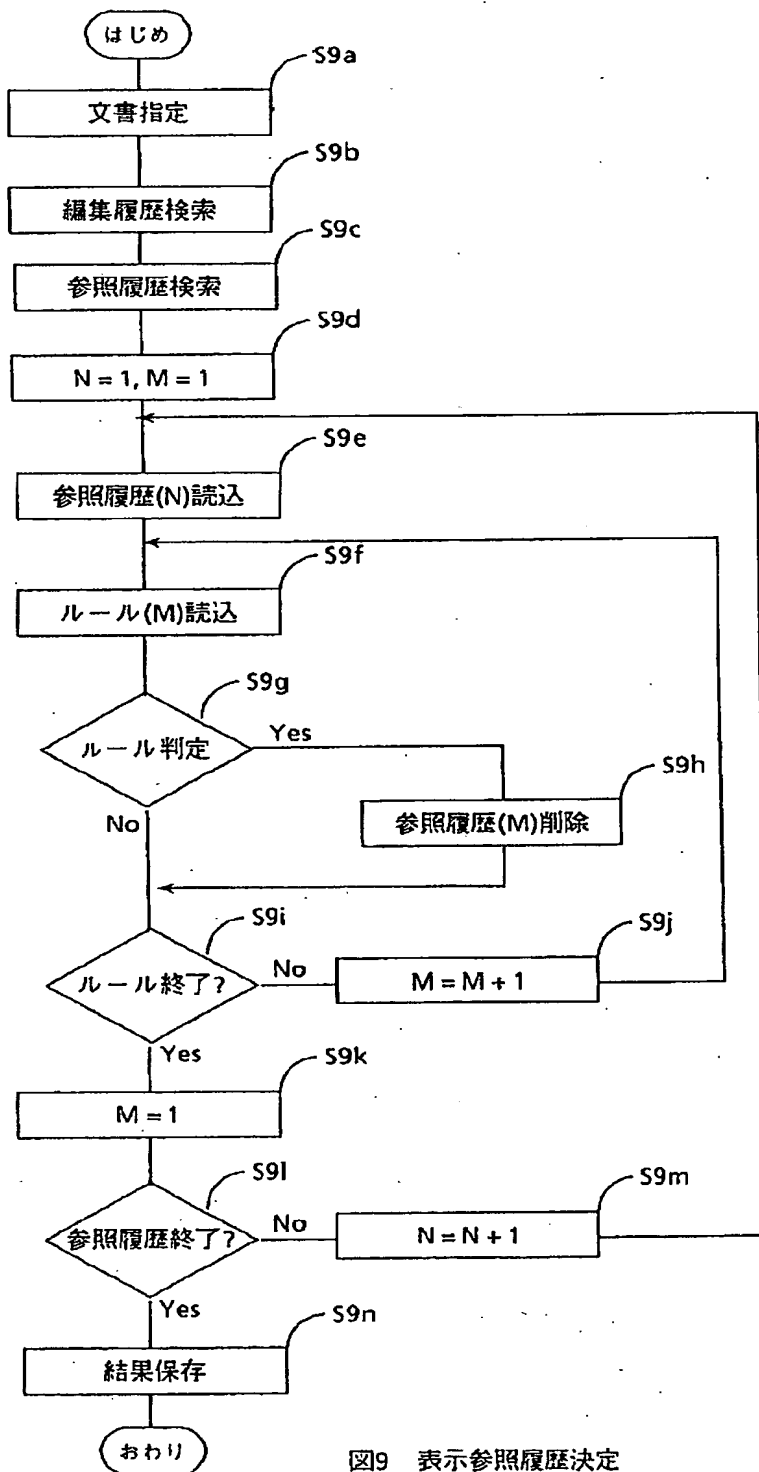 はじめ
S9a
文書指定
S9b
編集履歴検索
S9c
参照履歴検索
S9d
N = 1, M = 1
S9e
参照履歴(N)読込
S9f
ルール(M)読込
S9g
ルール判定
Yes
S9h
参照履歴(M)削除
No
S9i
ルール終了?
No
S9j
M = M + 1
Yes
S9k
M = 1
S9l
参照履歴終了?
No
S9m
N = N + 1
Yes
S9n
結果保存
おわり
図9 表示参照履歴決定